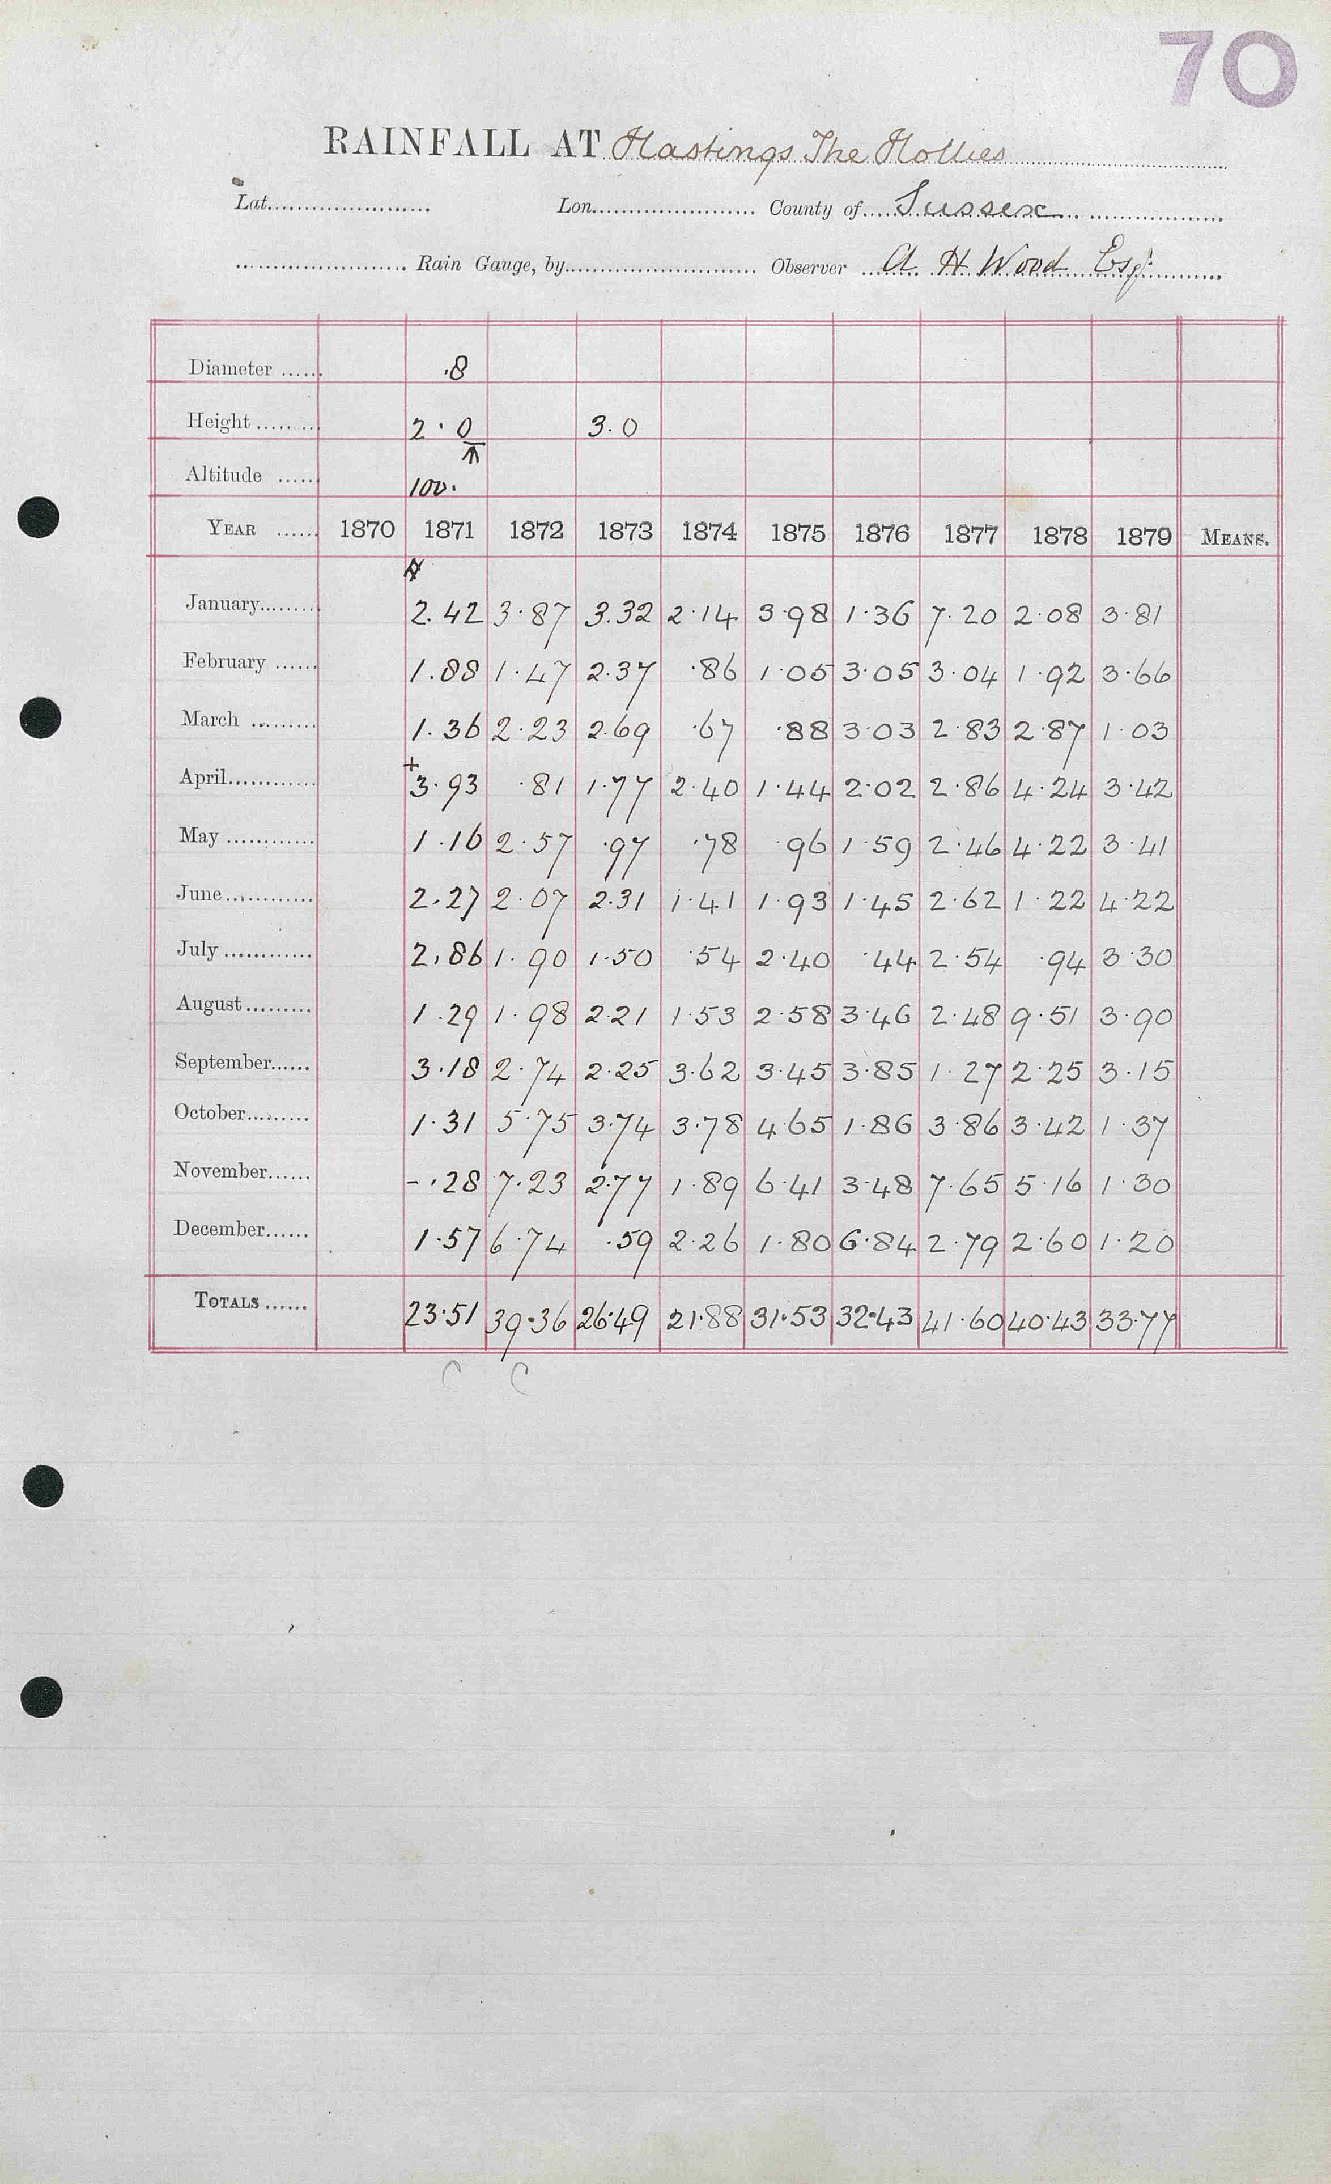 70
RAINFALL AT Hastings The Hollies
Lat. Lon. County of Sussex
Rain Gauge, by Observer A H Wood Esqr
Diameter ...... .8
Height ...... 2.0 3.0
Altitude ...... 100.
YEAR ...... 1870 1871 1872 1873 1874 1875 1876 1877 1878 1879 MEANS.
January 2.42 3.87 3.32 2.14 3.98 1.36 7.20 2.08 3.81
February 1.88 1.47 2.37 .86 1.05 3.05 3.04 1.92 3.66
March 1.36 2.23 2.69 .67 .88 3.03 2.83 2.87 1.03
+
April 3.93 .81 1.77 2.40 1.44 2.02 2.86 4.24 3.42
May 1.16 2.57 .97 .78 .96 1.59 2.46 4.22 3.41
June 2.27 2.07 2.31 1.41 1.93 1.45 2.62 1.22 4.22
July 2.86 1.90 1.50 .54 2.40 .44 2.54 .94 3.30
August 1.29 1.98 2.21 1.53 2.58 3.46 2.48 9.51 3.90
September 3.18 2.74 2.25 3.62 3.45 3.85 1.27 2.25 3.15
October 1.31 5.75 3.74 3.78 4.65 1.86 3.86 3.42 1.37
November -.28 7.23 2.77 1.89 6.41 3.48 7.65 5.16 1.30
December 1.57 6.74 .59 2.26 1.80 6.84 2.79 2.60 1.20
TOTALS 23.51 39.36 26.49 21.88 31.53 32.43 41.60 40.43 33.77
C C